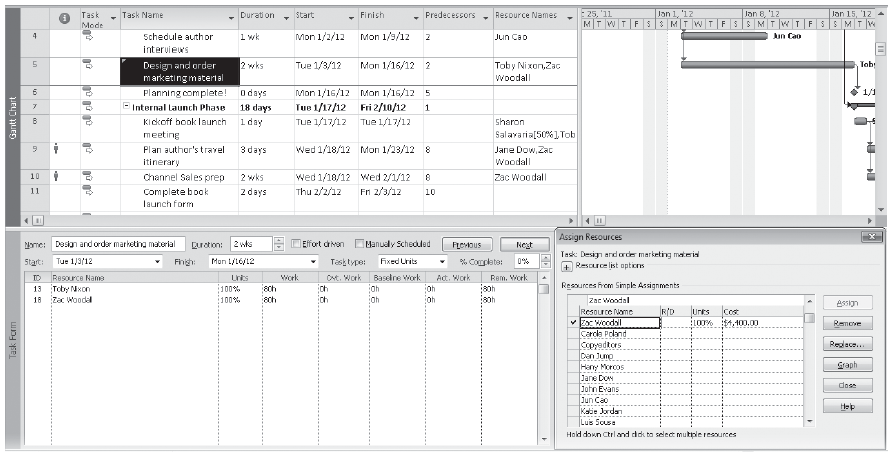 Task Mode Task Name Duration Start Finish Predecessors Resource Names
4 Schedule author interviews 1 wk Mon 1/2/12 Mon 1/9/12 2 Jun Cao
5 Design and order marketing material 2 wks Tue 1/3/12 Mon 1/16/12 2 Toby Nixon,Zac Woodall
6 Planning complete! 0 days Mon 1/16/12 Mon 1/16/12 5
7 Internal Launch Phase 18 days Tue 1/17/12 Fri 2/10/12 1
8 Kickoff book launch meeting 1 day Tue 1/17/12 Tue 1/17/12 Sharon Salavaria[50%],Tob
9 Plan author's travel itinerary 3 days Wed 1/18/12 Mon 1/23/12 8 Jane Dow,Zac Woodall
10 Channel Sales prep 2 wks Wed 1/18/12 Wed 2/1/12 8 Zac Woodall
11 Complete book launch form 2 days Thu 2/2/12 Fri 2/3/12 10
Gantt Chart
25, '11 Jan 1, '12 Jan 8, '12 Jan 15, '12
M T W T F S S M T W T F S S M T W T F S S M T W T
Jun Cao
Toby
1/1
Name: Design and order marketing material Duration: 2 wks Effort driven Manually Scheduled Previous Next
Start: Tue 1/3/12 Finish: Mon 1/16/12 Task type: Fixed Units % Complete: 0%
ID Resource Name Units Work Ovt. Work Baseline Work Act. Work Rem. Work
13 Toby Nixon 100% 80h 0h 0h 0h 80h
18 Zac Woodall 100% 80h 0h 0h 0h 80h
Task Form
Assign Resources
Task: Design and order marketing material
+ Resource list options
Resources from Simple Assignments
Zac Woodall
Resource Name R/D Units Cost
Zac Woodall 100% $4,400.00
Carole Poland
Copyeditors
Dan Jump
Hany Morcos
Jane Dow
John Evans
Jun Cao
Katie Jordan
Luis Sousa
Assign
Remove
Replace...
Graph
Close
Help
Hold down Ctrl and click to select multiple resources